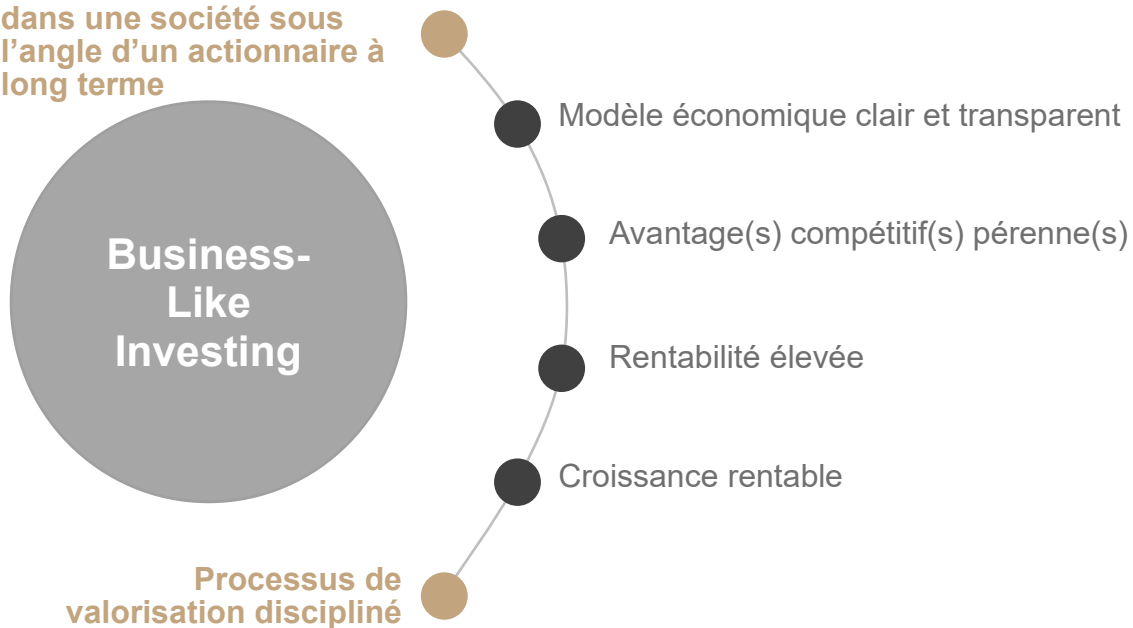 dans une société sous
l’angle d’un actionnaire à
long terme
Modèle économique clair et transparent
Avantage(s) compétitif(s) pérenne(s)
Business-
Like
Investing
Rentabilité élevée
Croissance rentable
Processus de
valorisation discipliné